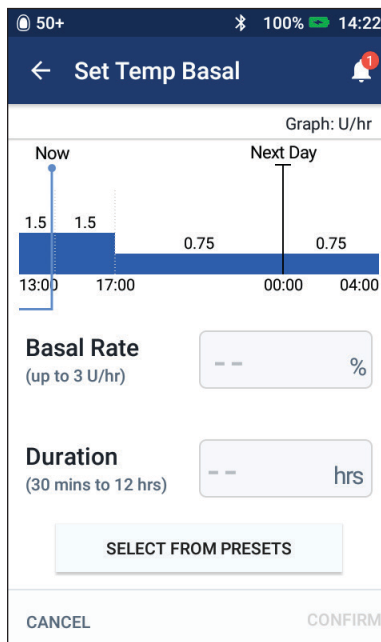 50+ 100% 14:22
Set Temp Basal 1
Graph: U/hr
Now Next Day
1.5 1.5 0.75 0.75
13:00 17:00 00:00 04:00
Basal Rate
(up to 3 U/hr)
-- %
Duration
(30 mins to 12 hrs)
-- hrs
SELECT FROM PRESETS
CANCEL CONFIRM